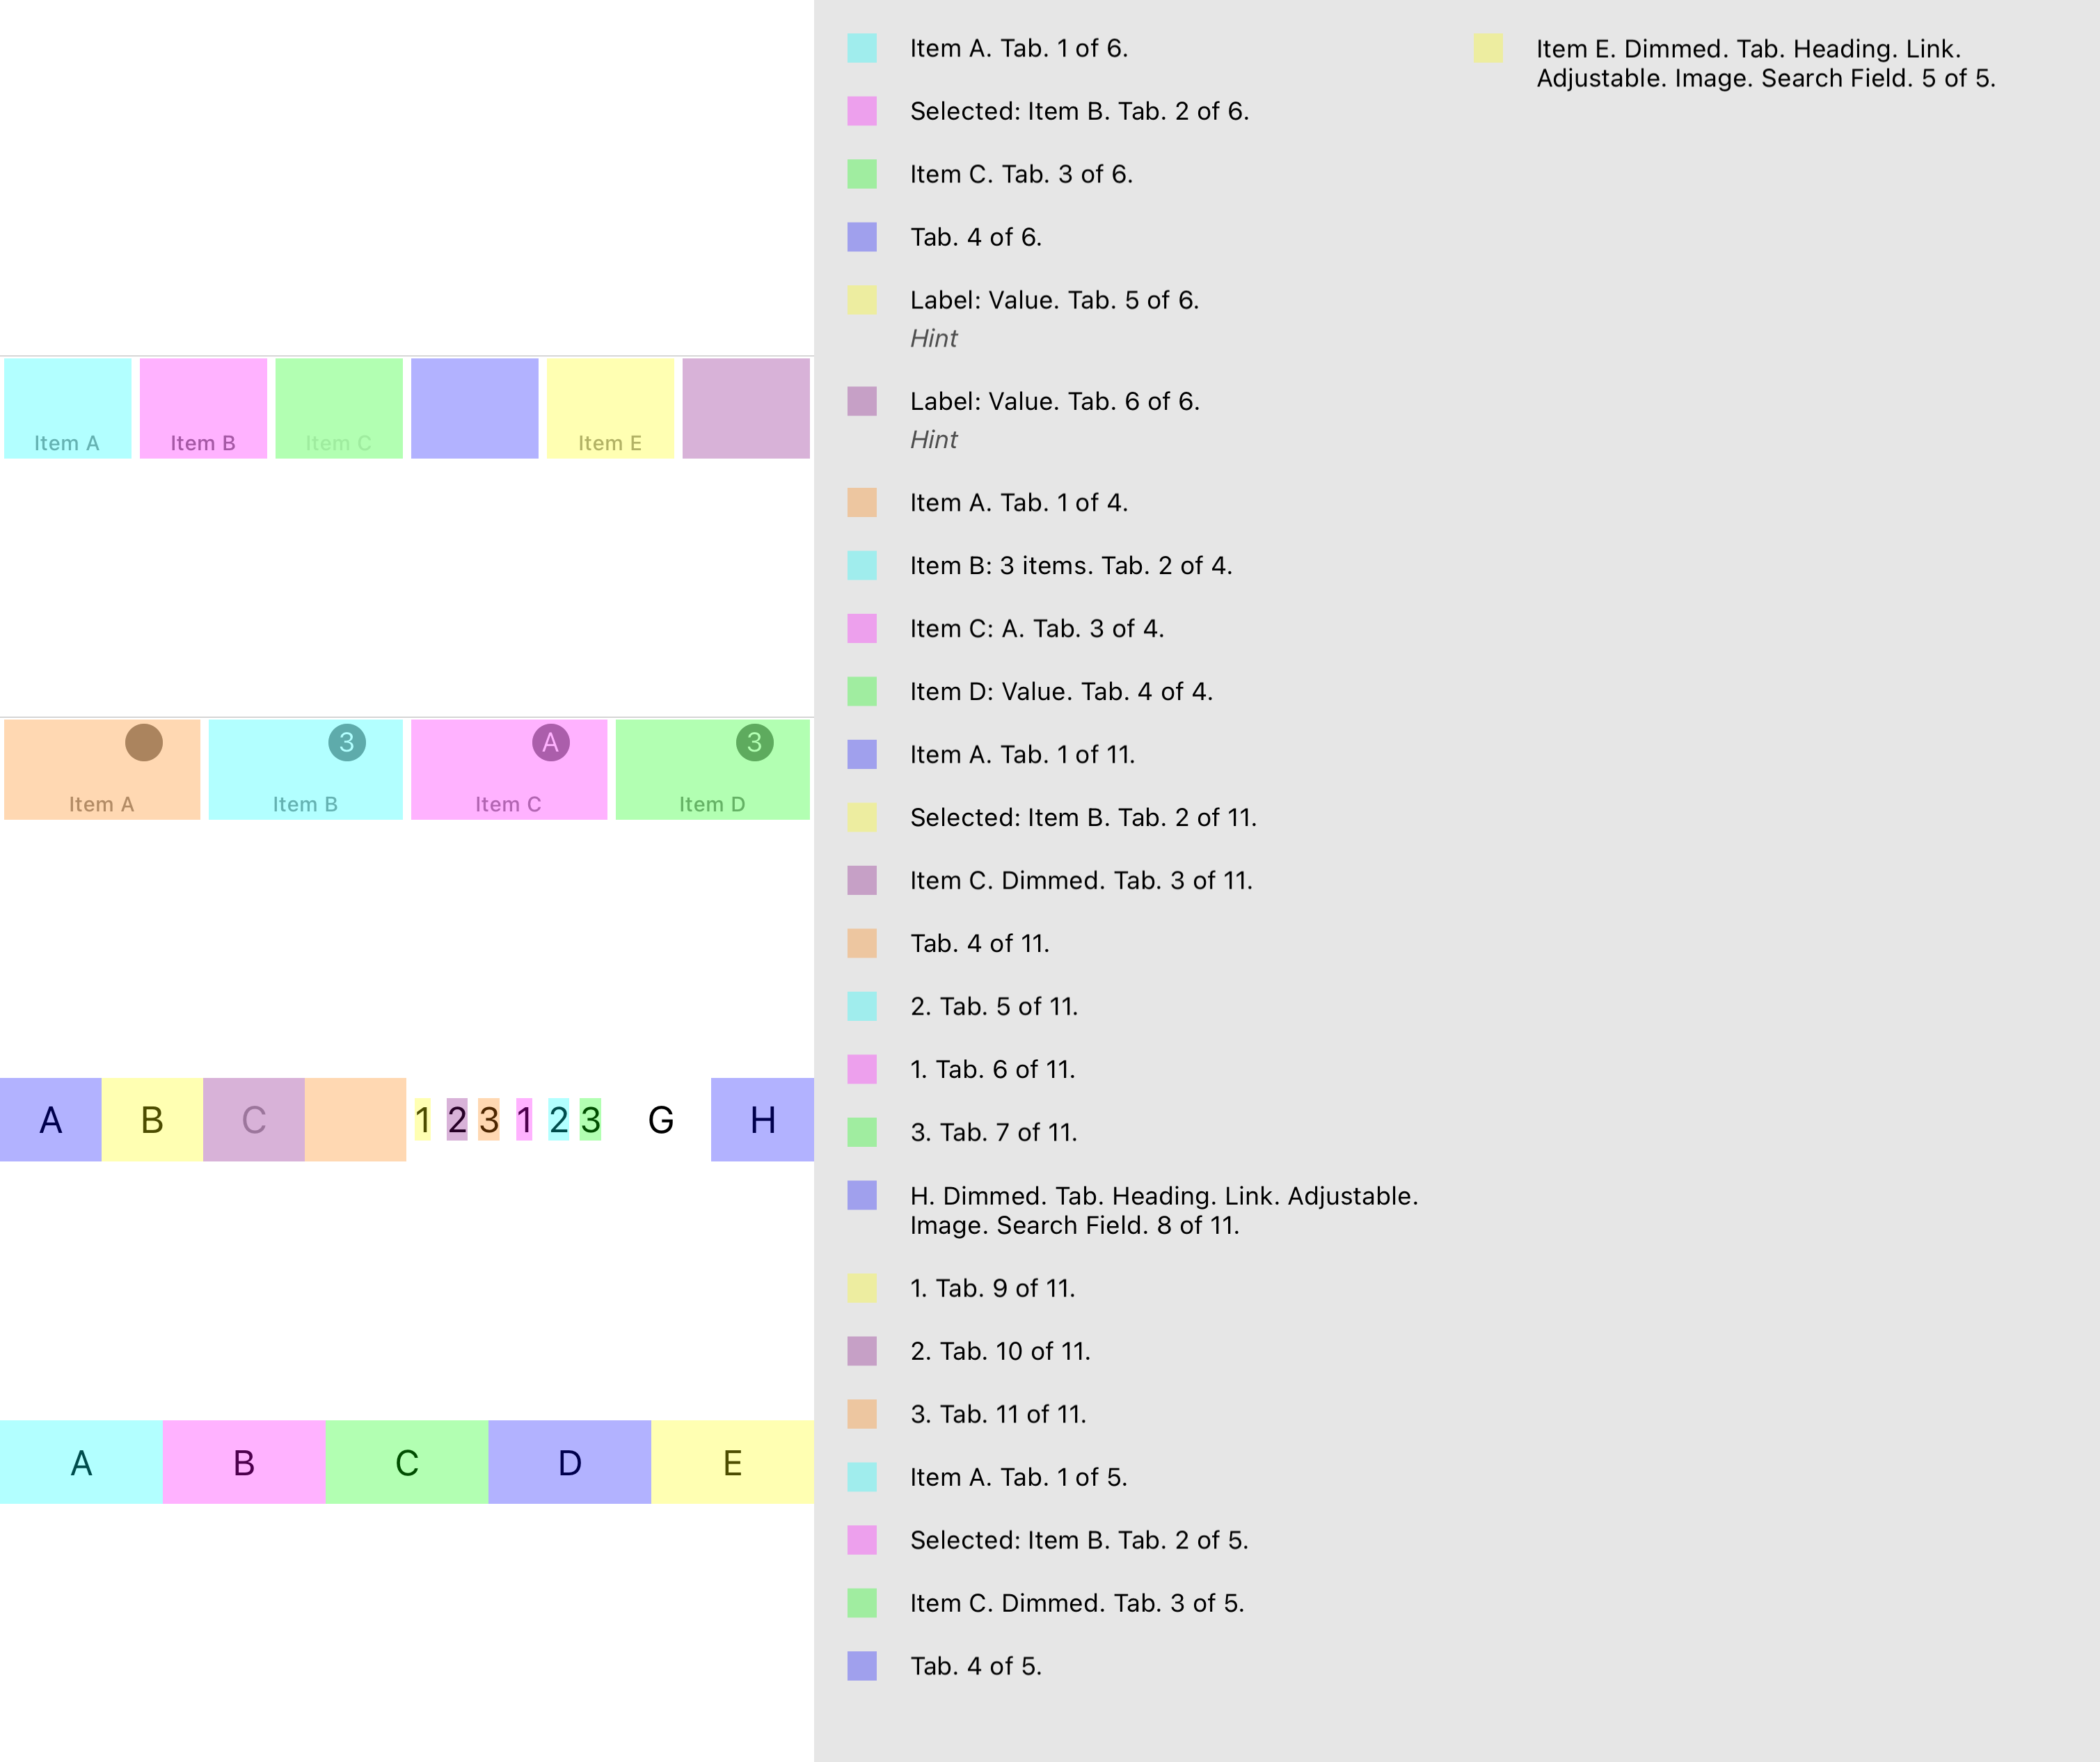 Item A
Item B
Item C
Item E
3
A
3
Item A
Item B
Item C
Item D
A
B
C
1
2
3
1
2
3
G
H
A
B
C
D
E
Item A. Tab. 1 of 6.
Selected: Item B. Tab. 2 of 6.
Item C. Tab. 3 of 6.
Tab. 4 of 6.
Label: Value. Tab. 5 of 6.
Hint
Label: Value. Tab. 6 of 6.
Hint
Item A. Tab. 1 of 4.
Item B: 3 items. Tab. 2 of 4.
Item C: A. Tab. 3 of 4.
Item D: Value. Tab. 4 of 4.
Item A. Tab. 1 of 11.
Selected: Item B. Tab. 2 of 11.
Item C. Dimmed. Tab. 3 of 11.
Tab. 4 of 11.
2. Tab. 5 of 11.
1. Tab. 6 of 11.
3. Tab. 7 of 11.
H. Dimmed. Tab. Heading. Link. Adjustable.
Image. Search Field. 8 of 11.
1. Tab. 9 of 11.
2. Tab. 10 of 11.
3. Tab. 11 of 11.
Item A. Tab. 1 of 5.
Selected: Item B. Tab. 2 of 5.
Item C. Dimmed. Tab. 3 of 5.
Tab. 4 of 5.
Item E. Dimmed. Tab. Heading. Link.
Adjustable. Image. Search Field. 5 of 5.